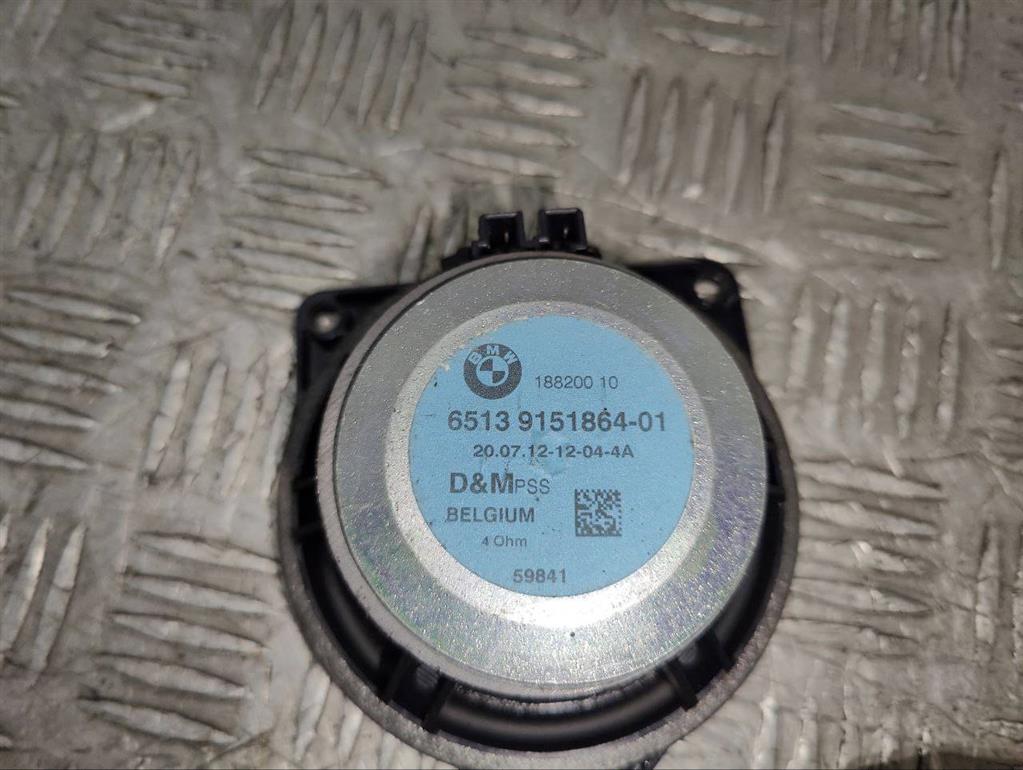 BMW
188200 10
6513 9151864-01
20.07.12-12-04-4A
D&MPSS
BELGIUM
4 Ohm
59841